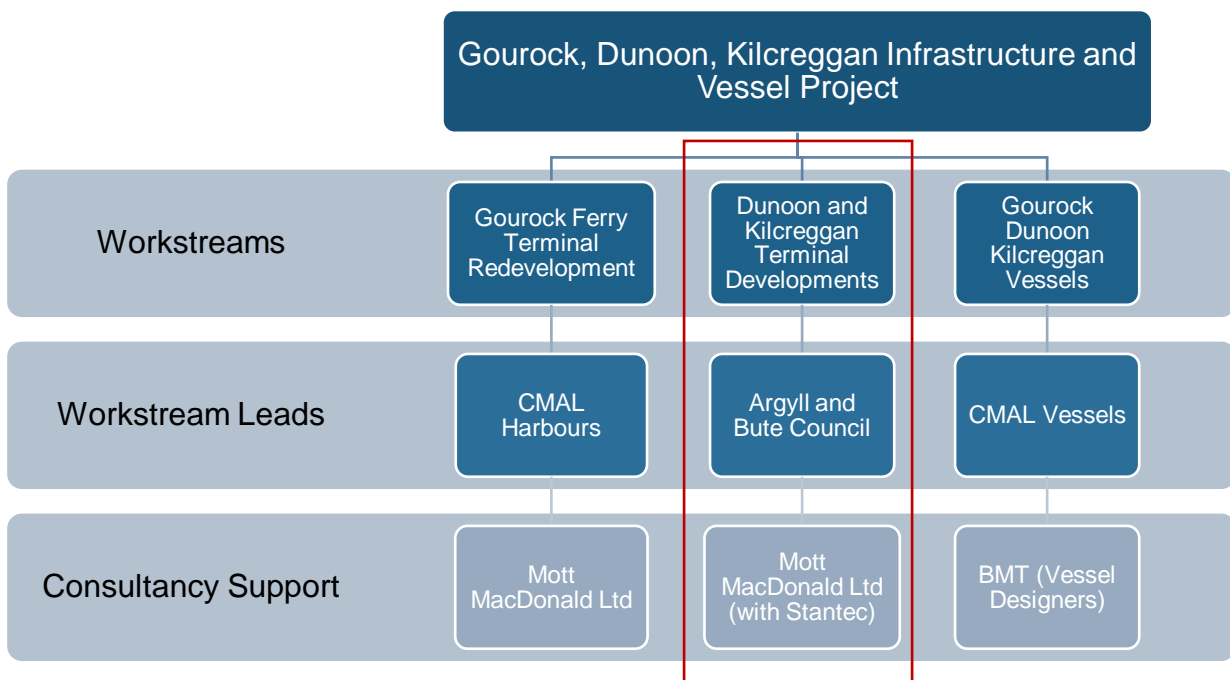 Gourock, Dunoon, Kilcreggan Infrastructure and
Vessel Project
Workstreams
Gourock Ferry
Terminal
Redevelopment
Dunoon and
Kilcreggan
Terminal
Developments
Gourock
Dunoon
Kilcreggan
Vessels
Workstream Leads
CMAL
Harbours
Argyll and
Bute Council
CMAL Vessels
Consultancy Support
Mott
MacDonald Ltd
Mott
MacDonald Ltd
(with Stantec)
BMT (Vessel
Designers)